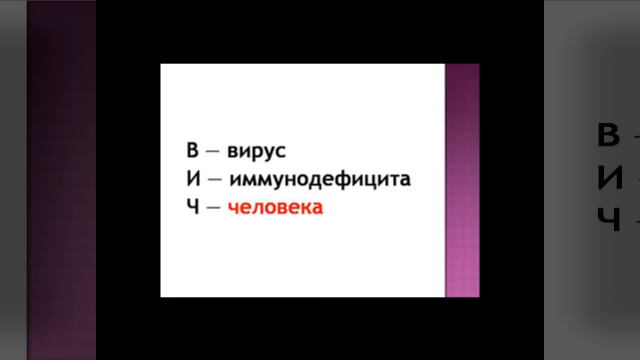 В – вирус
И – иммунодефицита
Ч – человека
В –
И –
Ч –